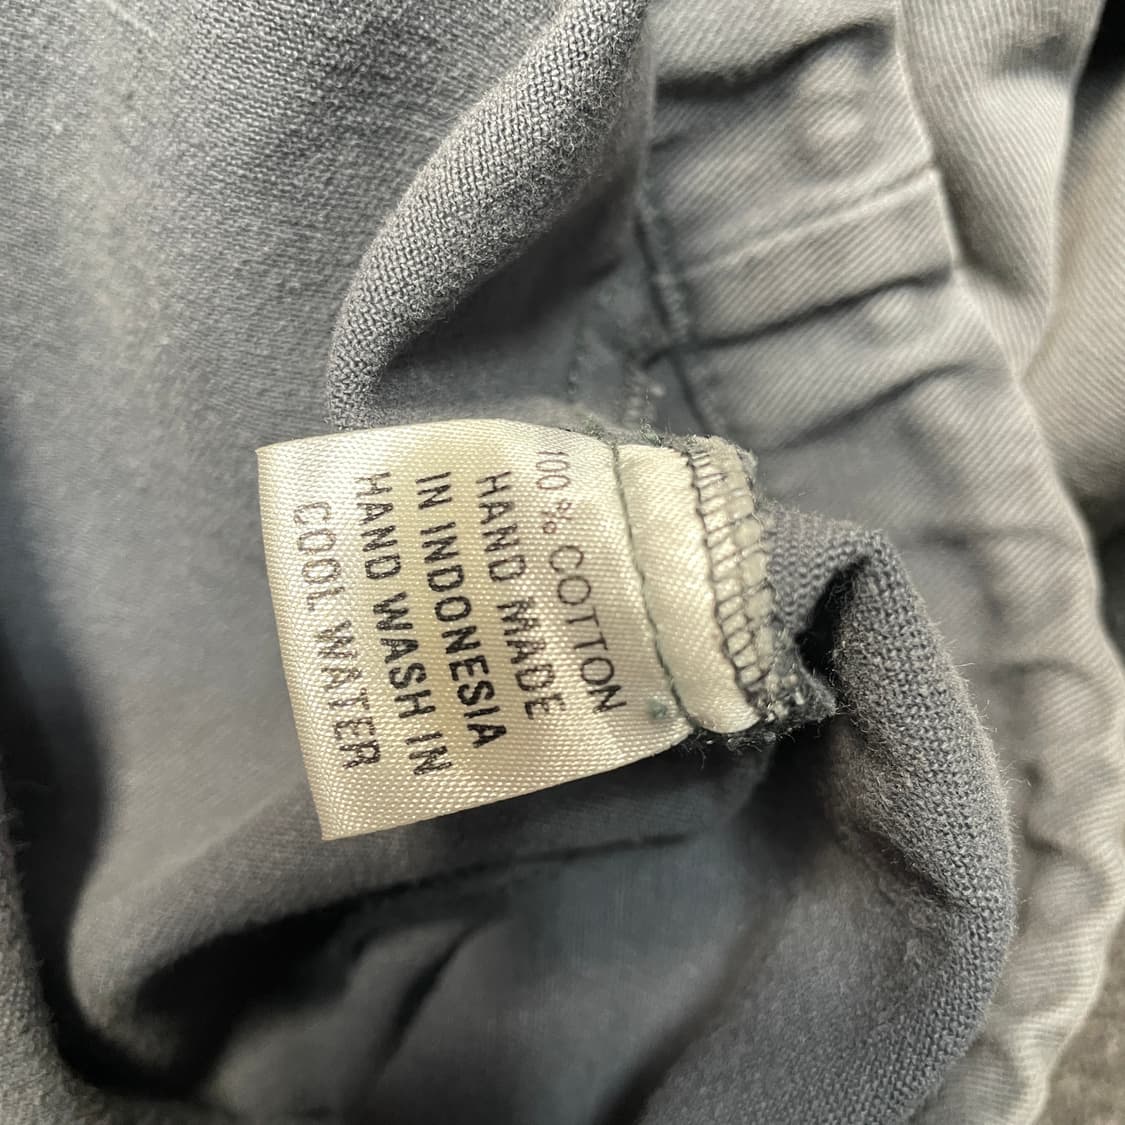 100 % COTTON
HAND MADE
IN INDONESIA
HAND WASH IN
COOL WATER